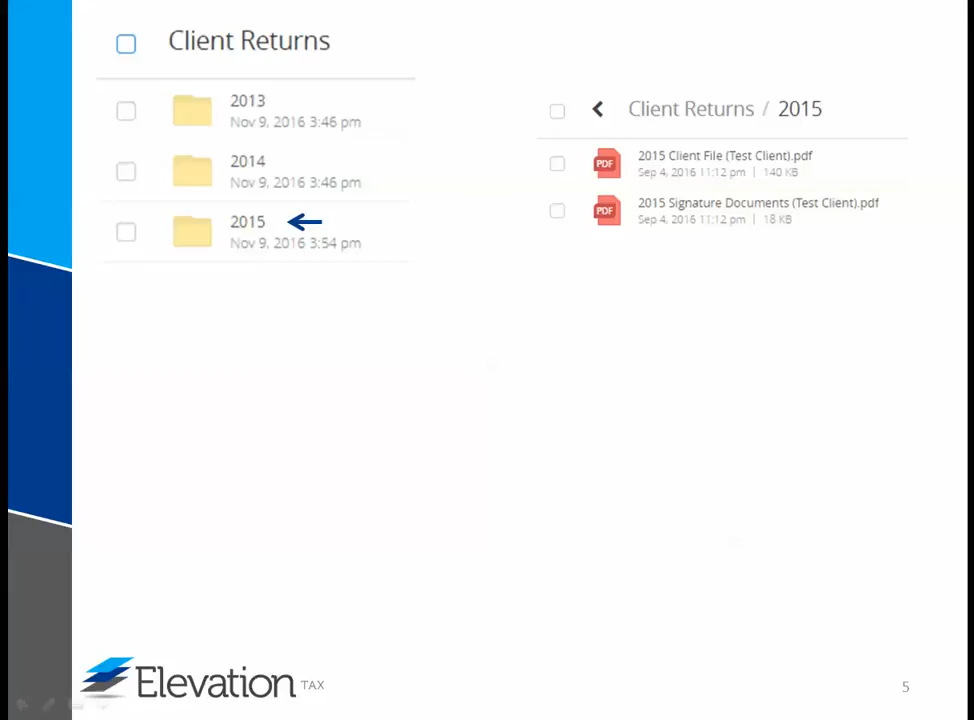 Client Returns
2013
Nov 9, 2016 3:46 pm
2014
Nov 9, 2016 3:46 pm
2015
Nov 9, 2016 3:54 pm
Client Returns / 2015
PDF
2015 Client File (Test Client).pdf
Sep 4, 2016 11:12 pm | 140 KB
PDF
2015 Signature Documents (Test Client).pdf
Sep 4, 2016 11:12 pm | 18 KB
Elevation TAX
5